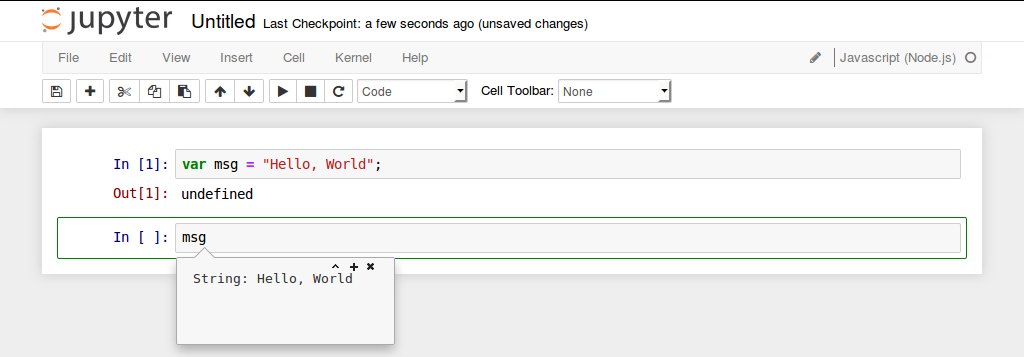 jupyter Untitled Last Checkpoint: a few seconds ago (unsaved changes)
File Edit View Insert Cell Kernel Help Javascript (Node.js)
Code Cell Toolbar: None
In [1]: var msg = "Hello, World";
Out[1]: undefined
In [ ]: msg
String: Hello, World